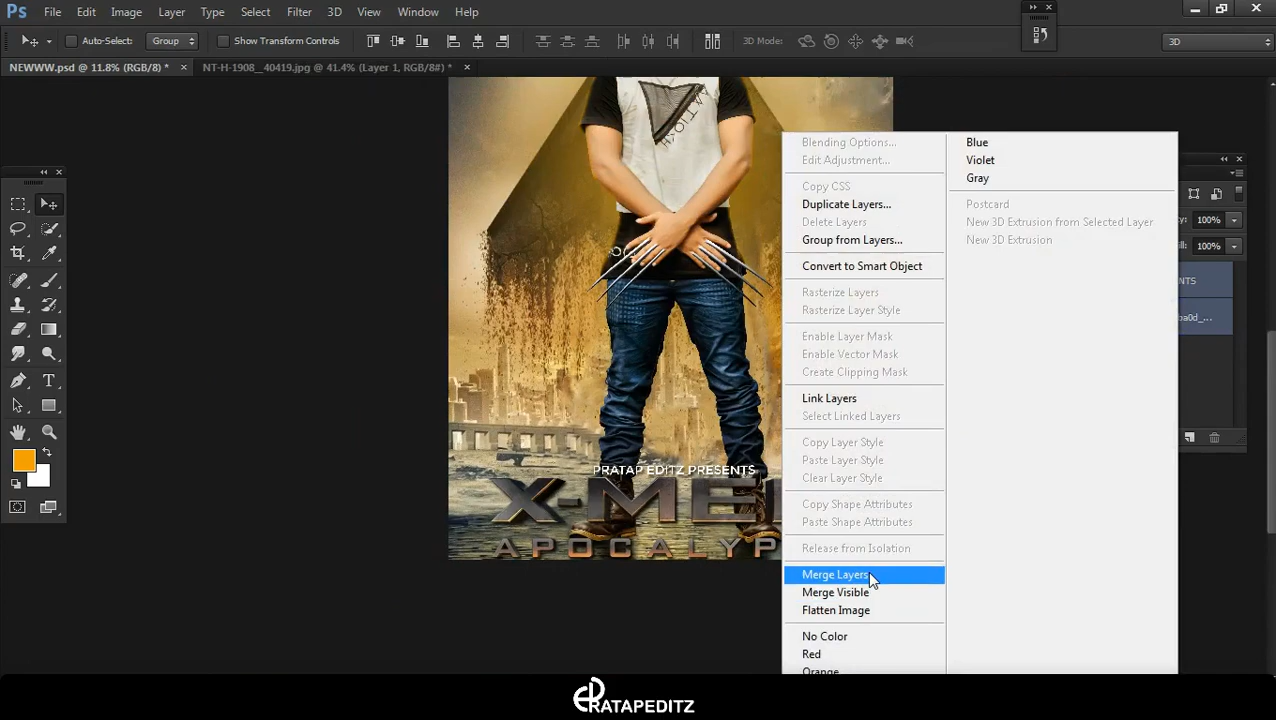 Ps File Edit Image Layer Type Select Filter 3D View Window Help
Auto-Select: Group Show Transform Controls 3D Mode: 3D
NEWWW.psd @ 11.8% (RGB/8) * × NT-H-1908__40419.jpg @ 41.4% (Layer 1, RGB/8#) * ×
Blending Options...
Edit Adjustment...
Copy CSS
Duplicate Layers...
Delete Layers
Group from Layers...
Convert to Smart Object
Rasterize Layers
Rasterize Layer Style
Enable Layer Mask
Enable Vector Mask
Create Clipping Mask
Link Layers
Select Linked Layers
Copy Layer Style
Paste Layer Style
Clear Layer Style
Copy Shape Attributes
Paste Shape Attributes
Release from Isolation
Merge Layers
Merge Visible
Flatten Image
No Color
Red
Orange
Blue
Violet
Gray
Postcard
New 3D Extrusion from Selected Layer
New 3D Extrusion
100%
100%
NTS
ba0d_...
PRATAP EDITZ PRESENTS
X-ME
APOCALYP
RATAPEDITZ